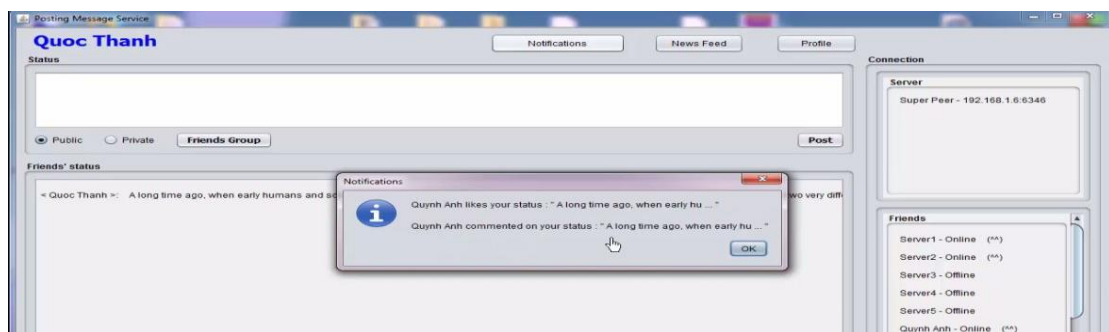 Posting Message Service
Quoc Thanh
Notifications
News Feed
Profile
Status
Public
Private
Friends Group
Post
Friends' status
< Quoc Thanh >: A long time ago, when early humans and so
wo very diff
Notifications
Quynh Anh likes your status : " A long time ago, when early hu ... "
Quynh Anh commented on your status : " A long time ago, when early hu ... "
OK
Connection
Server
Super Peer - 192.168.1.6:6346
Friends
Server1 - Online (^^)
Server2 - Online (^^)
Server3 - Offline
Server4 - Offline
Server5 - Offline
Quynh Anh - Online (^^)